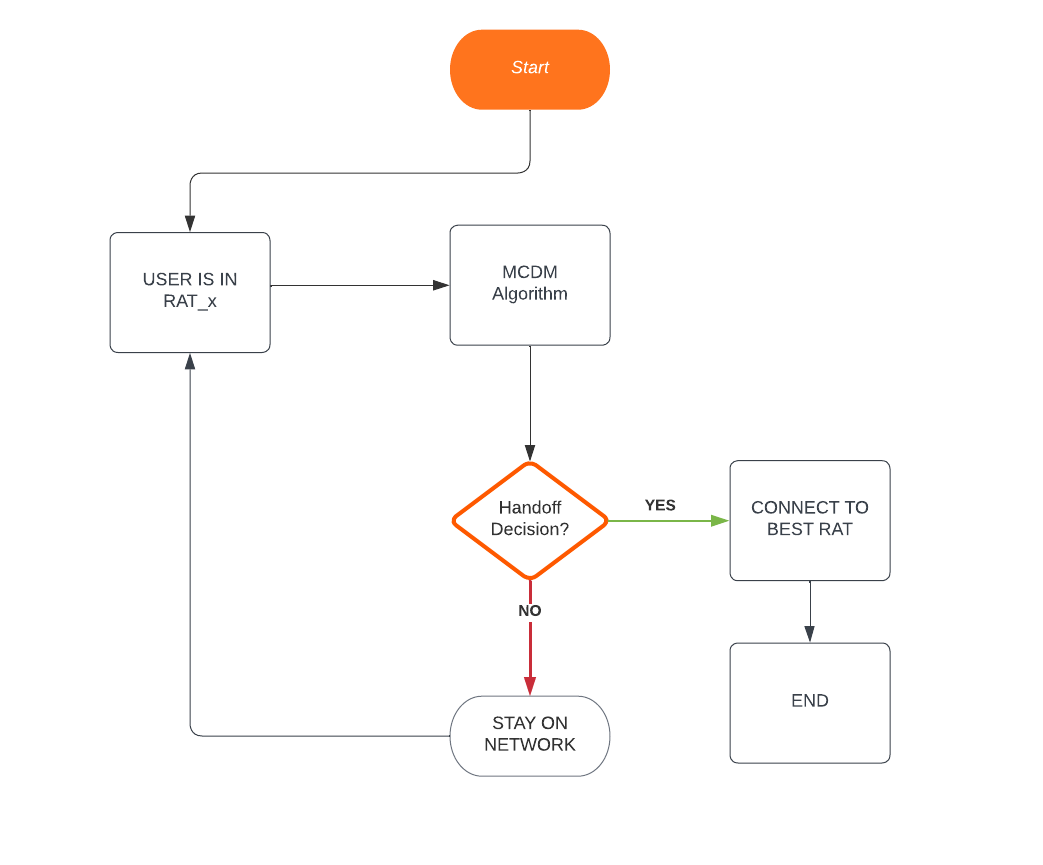 Start
USER IS IN
RAT_x
MCDM
Algorithm
Handoff
Decision?
YES
CONNECT TO
BEST RAT
NO
END
STAY ON
NETWORK